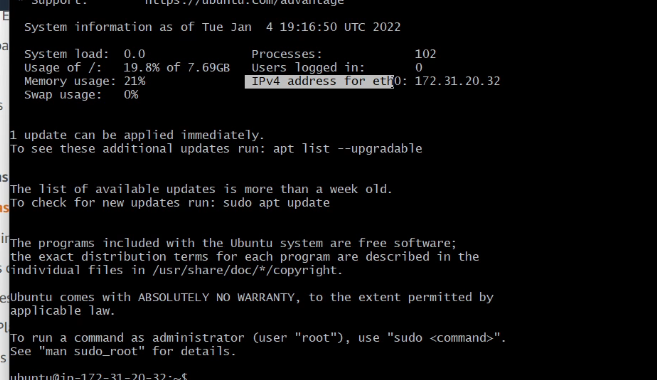 * Support: https://ubuntu.com/advantage
System information as of Tue Jan  4 19:16:50 UTC 2022
System load:  0.0                Processes:             102
Usage of /:   19.8% of 7.69GB   Users logged in:       0
Memory usage: 21%                IPv4 address for eth0: 172.31.20.32
Swap usage:   0%
1 update can be applied immediately.
To see these additional updates run: apt list --upgradable
The list of available updates is more than a week old.
To check for new updates run: sudo apt update
The programs included with the Ubuntu system are free software;
the exact distribution terms for each program are described in the
individual files in /usr/share/doc/*/copyright.
Ubuntu comes with ABSOLUTELY NO WARRANTY, to the extent permitted by
applicable law.
To run a command as administrator (user "root"), use "sudo <command>".
See "man sudo_root" for details.
ubuntu@ip-172-31-20-32:~$